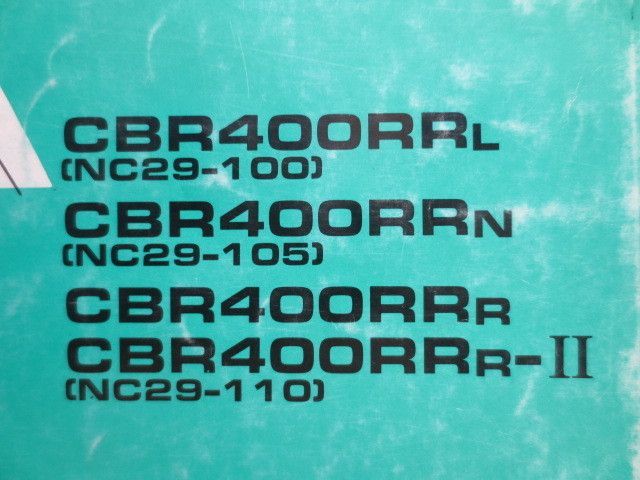 CBR400RRL
(NC29-100)
CBR400RRN
(NC29-105)
CBR400RRR
CBR400RRR-II
(NC29-110)